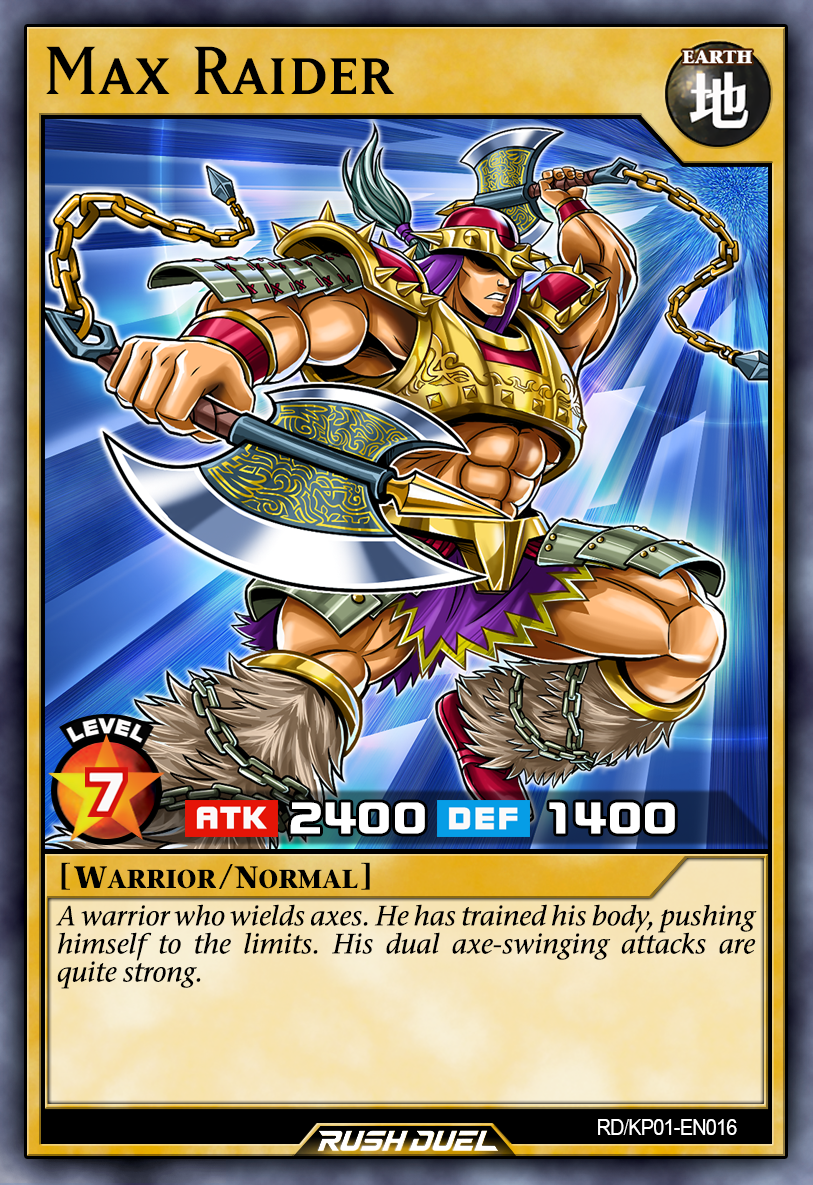 Max Raider
EARTH
地
LEVEL
7
ATK 2400 DEF 1400
[Warrior/Normal]
A warrior who wields axes. He has trained his body, pushing
himself to the limits. His dual axe-swinging attacks are
quite strong.
RD/KP01-EN016
RUSH DUEL